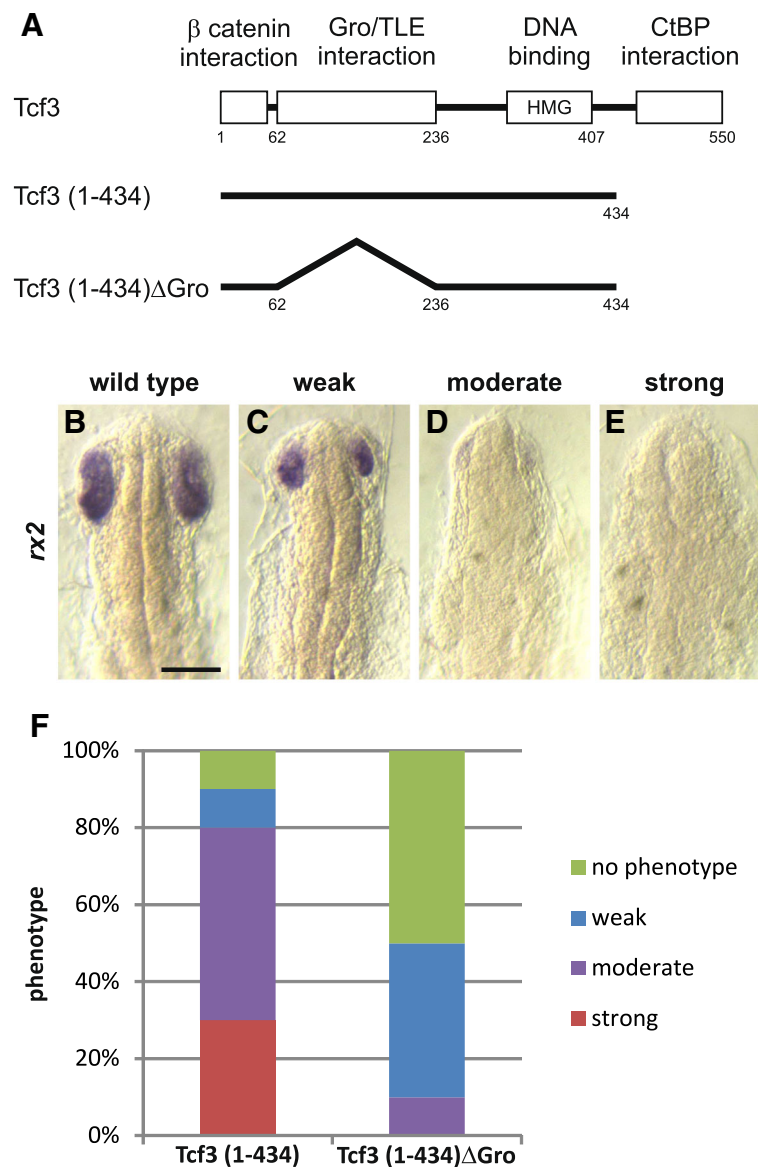 A
β catenin interaction
Gro/TLE interaction
DNA binding
CtBP interaction
Tcf3
HMG
1 62 236 407 550
Tcf3 (1-434)
434
Tcf3 (1-434)ΔGro
62 236 434
wild type weak moderate strong
B C D E
rx2
F
100%
80%
60%
40%
20%
0%
phenotype
no phenotype
weak
moderate
strong
Tcf3 (1-434) Tcf3 (1-434)ΔGro